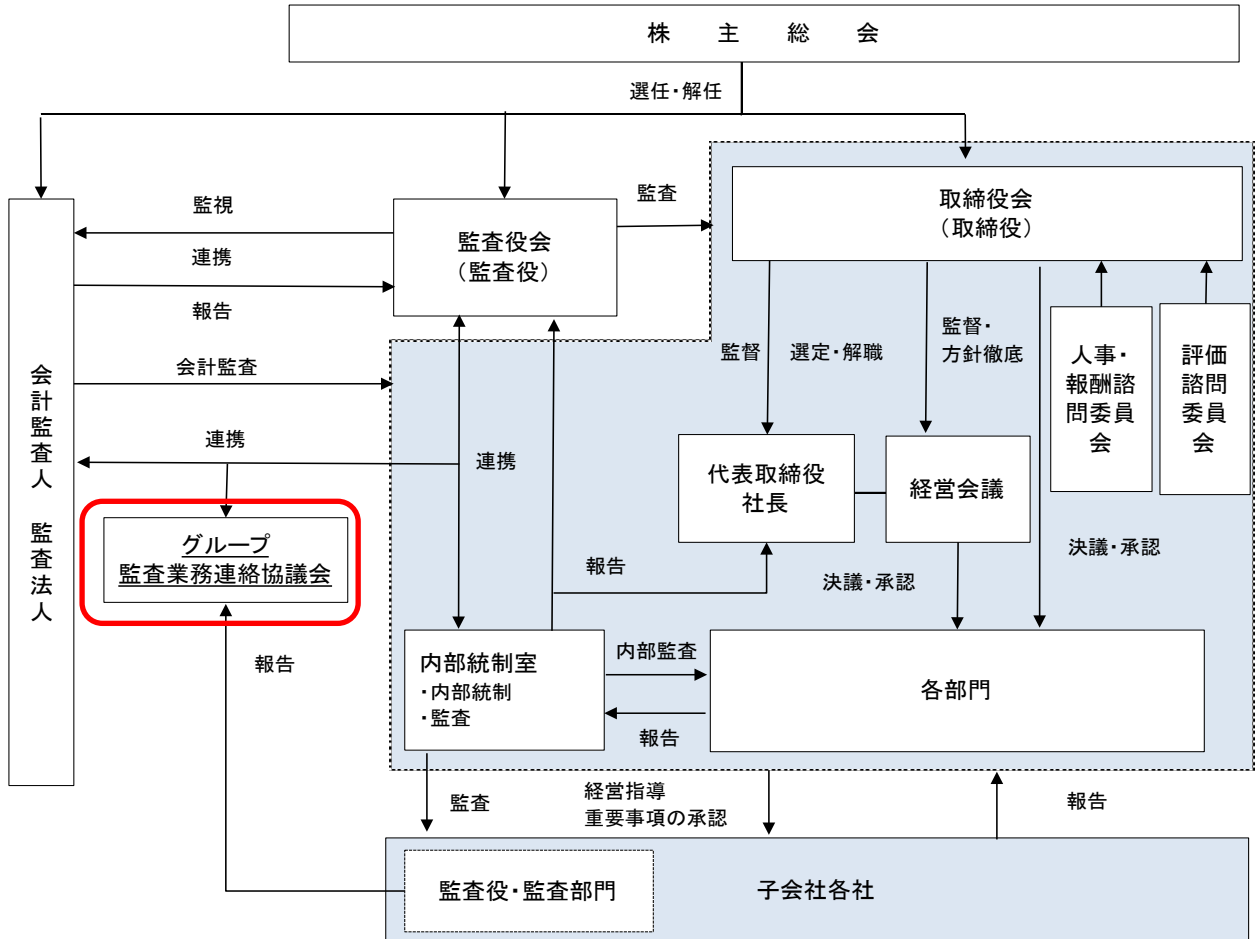 株　主　総　会
選任・解任
監視
連携
報告
監査役会
（監査役）
監査
取締役会
（取締役）
会計監査人　監査法人
会計監査
連携
連携
監督
選定・解職
監督・
方針徹底
人事・
報酬諮
問委員
会
評価
諮問
委員
会
代表取締役
社長
経営会議
グループ
監査業務連絡協議会
報告
決議・承認
決議・承認
報告
内部統制室
・内部統制
・監査
内部監査
報告
各部門
監査
経営指導
重要事項の承認
報告
監査役・監査部門
子会社各社